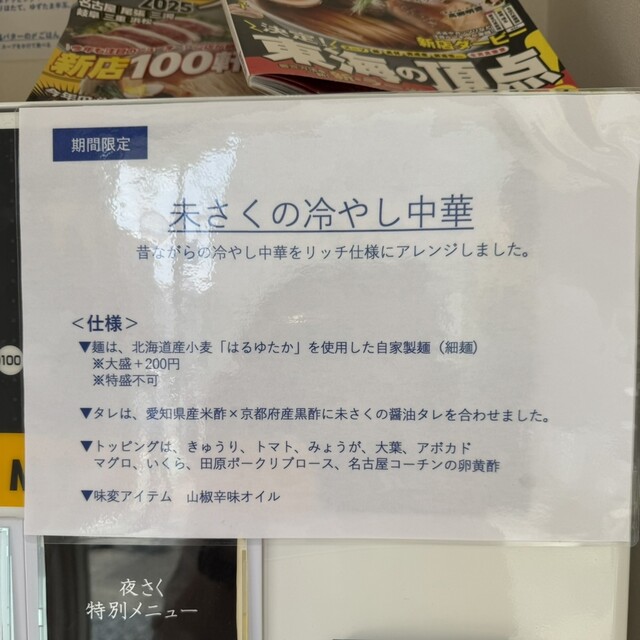 2025
新店100軒
東海の頂点
期間限定
未さくの冷やし中華
昔ながらの冷やし中華をリッチ仕様にアレンジしました。
＜仕様＞
▼麺は、北海道産小麦「はるゆたか」を使用した自家製麺（細麺）
※大盛＋200円
※特盛不可
▼タレは、愛知県産米酢×京都府産黒酢に未さくの醤油タレを合わせました。
▼トッピングは、きゅうり、トマト、みょうが、大葉、アボカド
マグロ、いくら、田原ポークリブロース、名古屋コーチンの卵黄酢
▼味変アイテム　山椒辛味オイル
夜さく
特別メニュー